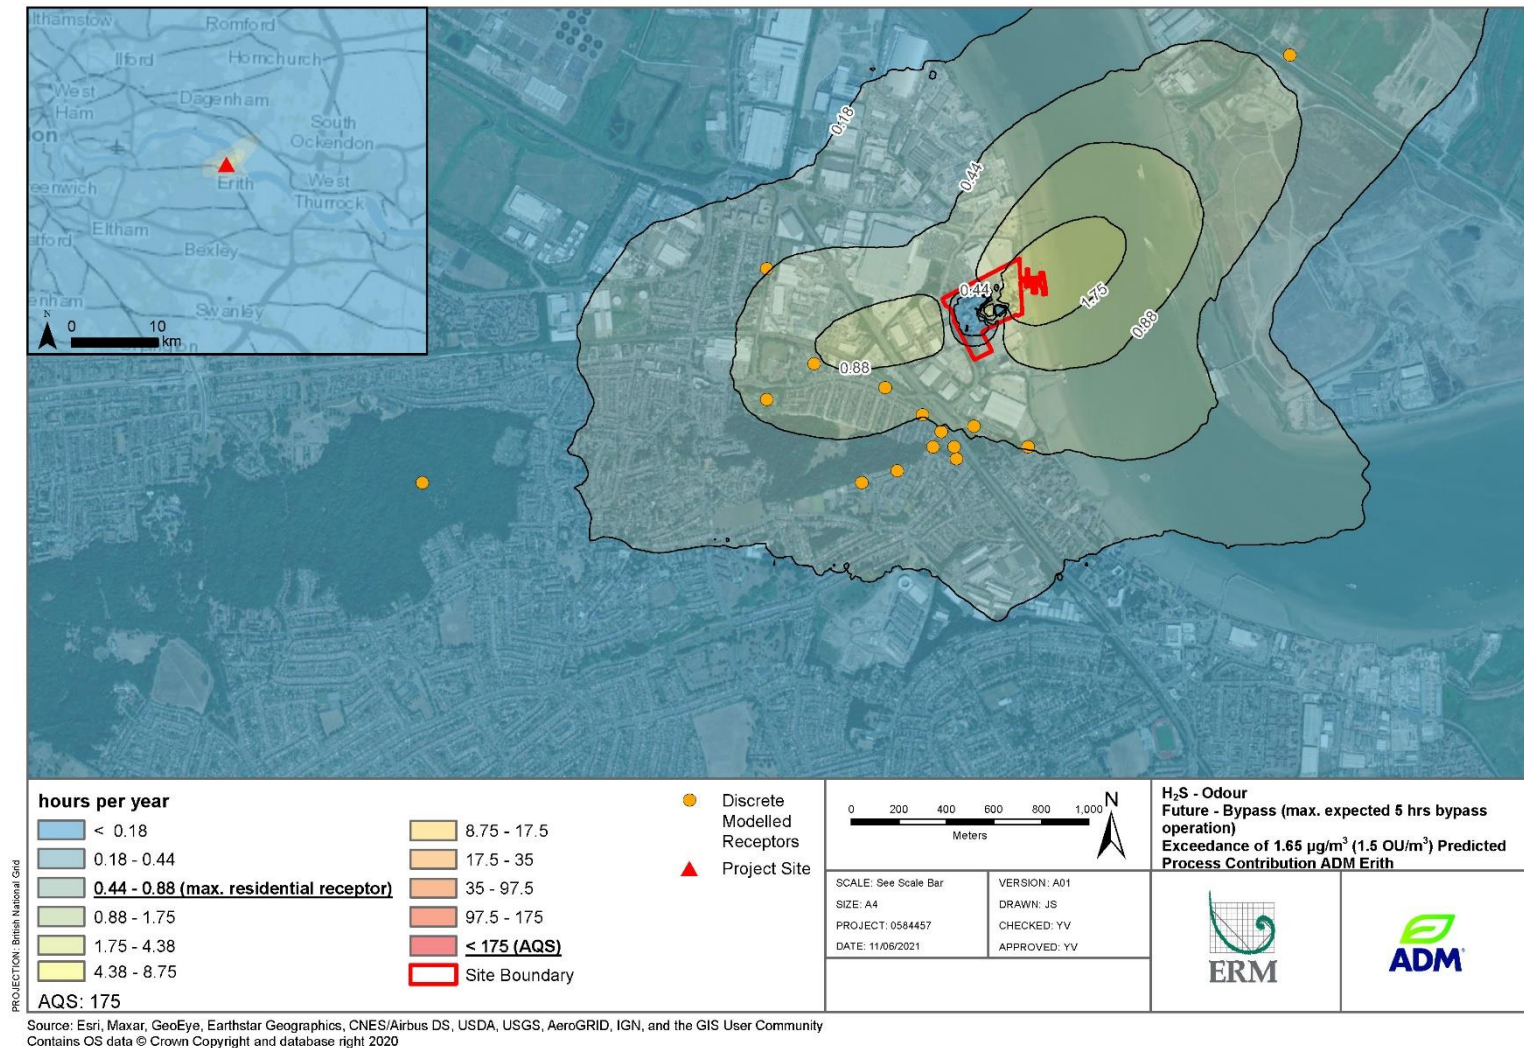 Walthamstow
Romford
Ilford
Hornchurch
West
Ham
Dagenham
South
Ockendon
Erith
West
Thurrock
Eltham
Bexley
Swanley
N
0 10
km
0.18
0.44
0.44
1.75
0.88
0.88
hours per year
< 0.18
0.18 - 0.44
0.44 - 0.88 (max. residential receptor)
0.88 - 1.75
1.75 - 4.38
4.38 - 8.75
AQS: 175
8.75 - 17.5
17.5 - 35
35 - 97.5
97.5 - 175
< 175 (AQS)
Site Boundary
Discrete
Modelled
Receptors
Project Site
0 200 400 600 800 1,000
Meters
N
H₂S - Odour
Future - Bypass (max. expected 5 hrs bypass
operation)
Exceedance of 1.65 µg/m³ (1.5 OU/m³) Predicted
Process Contribution ADM Erith
SCALE: See Scale Bar
SIZE: A4
PROJECT: 0584457
DATE: 11/06/2021
VERSION: A01
DRAWN: JS
CHECKED: YV
APPROVED: YV
ERM
ADM
PROJECTION: British National Grid
Source: Esri, Maxar, GeoEye, Earthstar Geographics, CNES/Airbus DS, USDA, USGS, AeroGRID, IGN, and the GIS User Community
Contains OS data © Crown Copyright and database right 2020